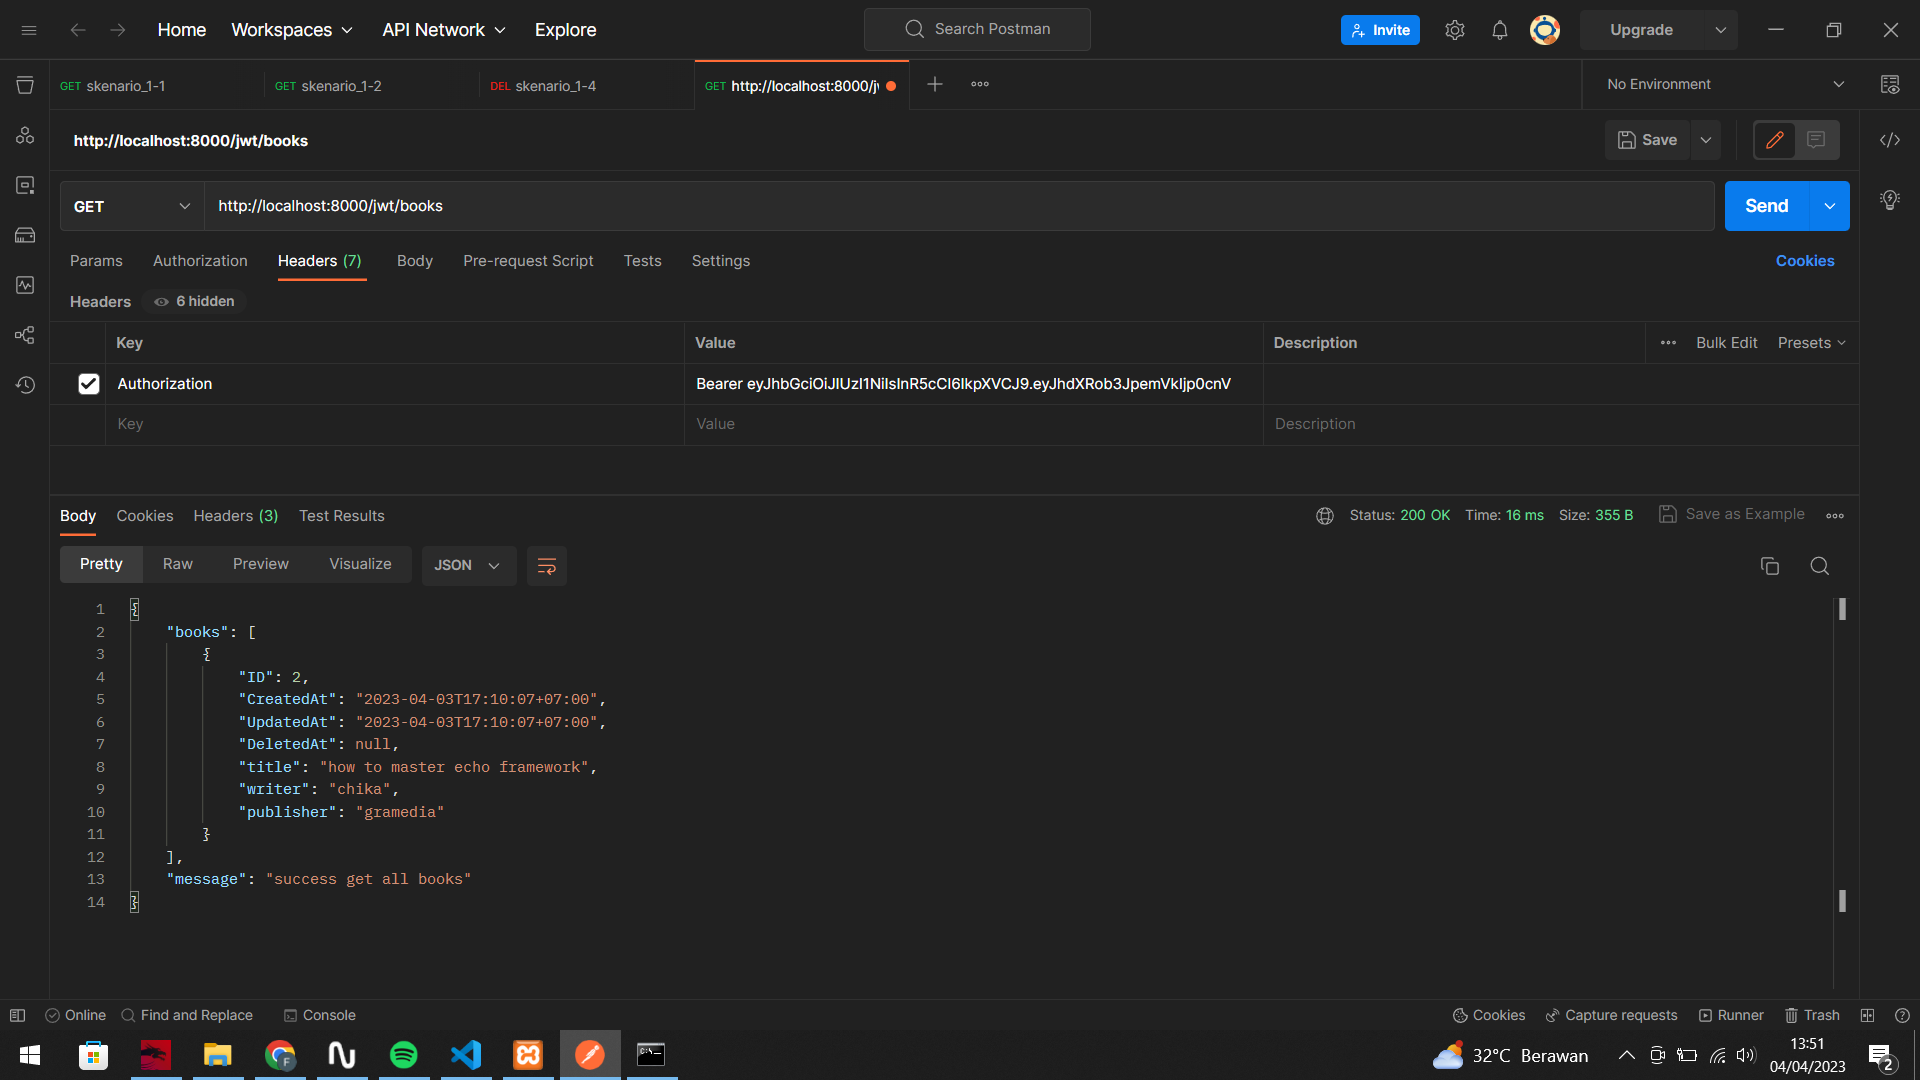 Home Workspaces API Network Explore Search Postman Invite Upgrade
GET skenario_1-1 GET skenario_1-2 DEL skenario_1-4 GET http://localhost:8000/j No Environment
http://localhost:8000/jwt/books Save
GET http://localhost:8000/jwt/books Send
Params Authorization Headers (7) Body Pre-request Script Tests Settings Cookies
Headers 6 hidden
Key Value Description Bulk Edit Presets
Authorization Bearer eyJhbGciOiJIUzI1NiIsInR5cCI6IkpXVCJ9.eyJhdXRob3JpemVkIjp0cnV
Key Value Description
Body Cookies Headers (3) Test Results Status: 200 OK Time: 16 ms Size: 355 B Save as Example
Pretty Raw Preview Visualize JSON
1 {
2 "books": [
3 {
4 "ID": 2,
5 "CreatedAt": "2023-04-03T17:10:07+07:00",
6 "UpdatedAt": "2023-04-03T17:10:07+07:00",
7 "DeletedAt": null,
8 "title": "how to master echo framework",
9 "writer": "chika",
10 "publisher": "gramedia"
11 }
12 ],
13 "message": "success get all books"
14 }
Online Find and Replace Console Cookies Capture requests Runner Trash
32°C Berawan 13:51
04/04/2023 2